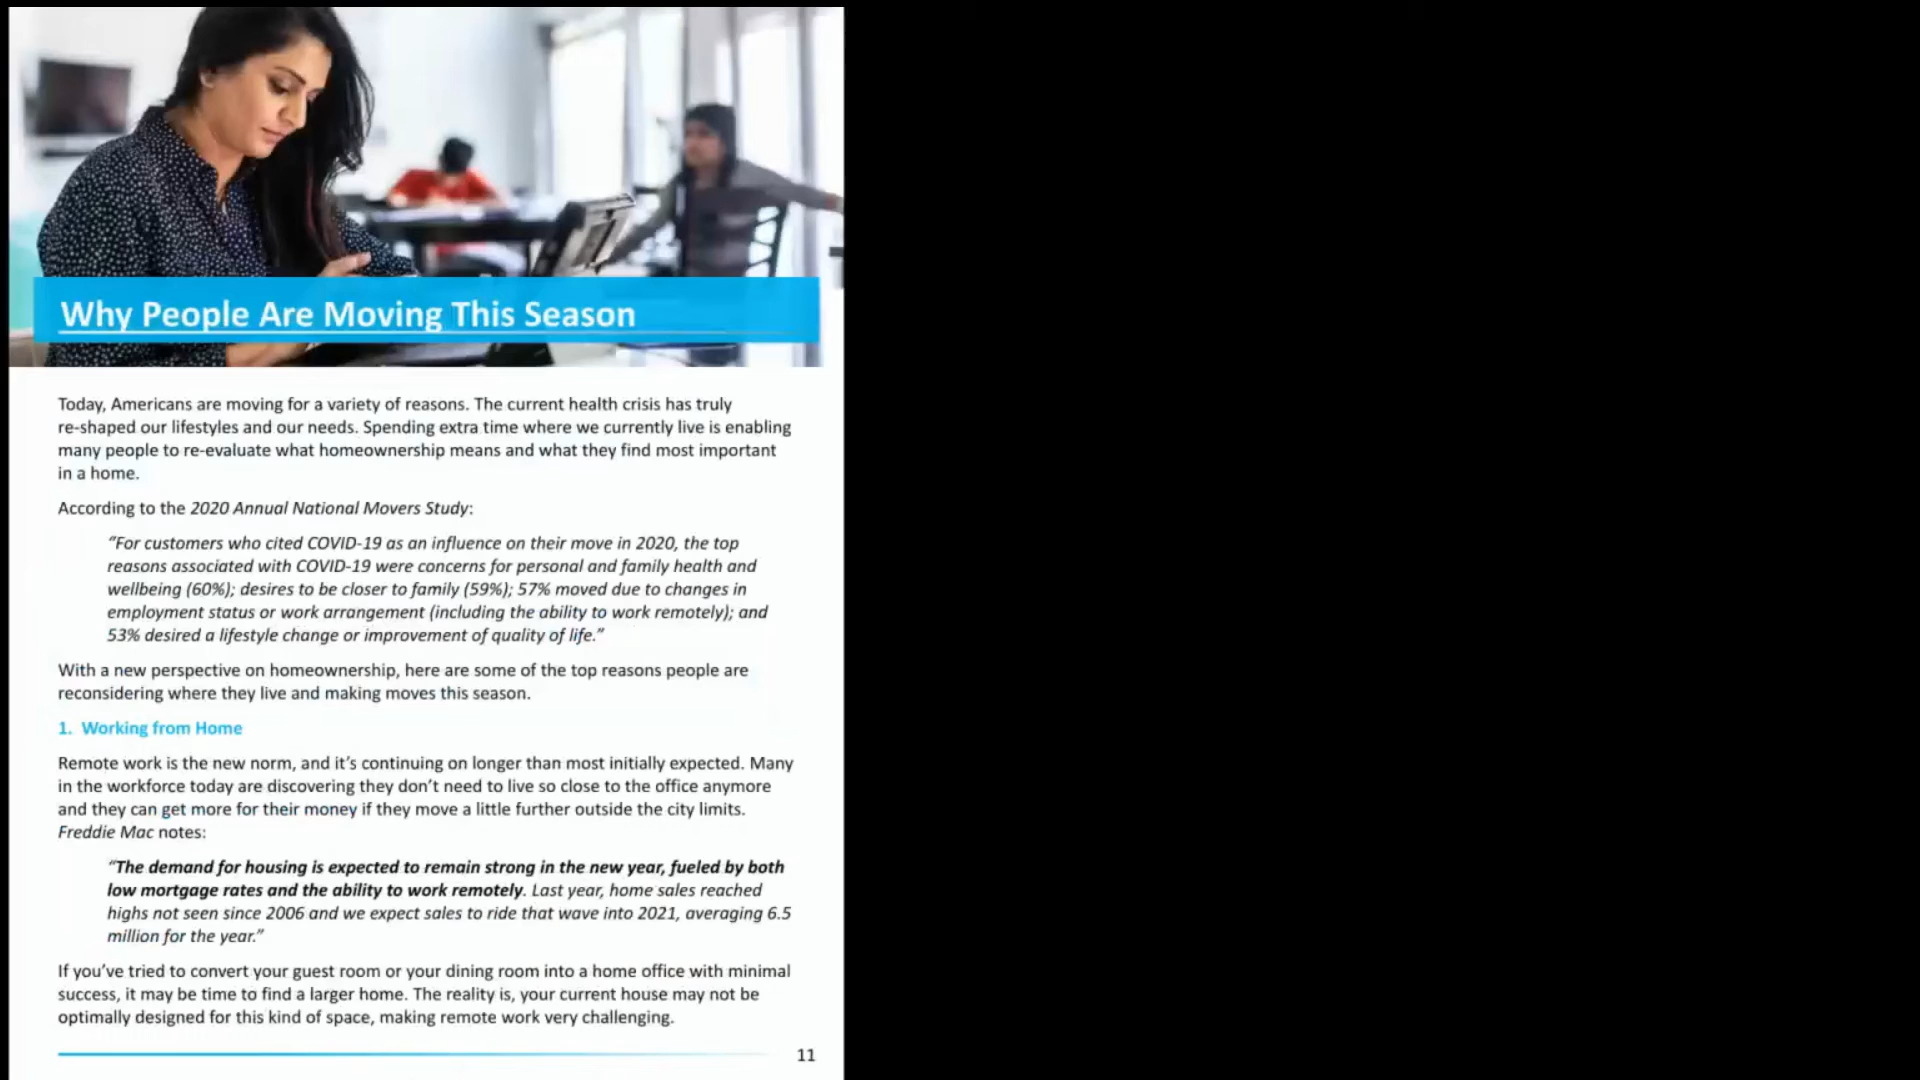 Why People Are Moving This Season
Today, Americans are moving for a variety of reasons. The current health crisis has truly
re-shaped our lifestyles and our needs. Spending extra time where we currently live is enabling
many people to re-evaluate what homeownership means and what they find most important
in a home.
According to the 2020 Annual National Movers Study:
“For customers who cited COVID-19 as an influence on their move in 2020, the top
reasons associated with COVID-19 were concerns for personal and family health and
wellbeing (60%); desires to be closer to family (59%); 57% moved due to changes in
employment status or work arrangement (including the ability to work remotely); and
53% desired a lifestyle change or improvement of quality of life.”
With a new perspective on homeownership, here are some of the top reasons people are
reconsidering where they live and making moves this season.
1. Working from Home
Remote work is the new norm, and it’s continuing on longer than most initially expected. Many
in the workforce today are discovering they don’t need to live so close to the office anymore
and they can get more for their money if they move a little further outside the city limits.
Freddie Mac notes:
“The demand for housing is expected to remain strong in the new year, fueled by both
low mortgage rates and the ability to work remotely. Last year, home sales reached
highs not seen since 2006 and we expect sales to ride that wave into 2021, averaging 6.5
million for the year.”
If you’ve tried to convert your guest room or your dining room into a home office with minimal
success, it may be time to find a larger home. The reality is, your current house may not be
optimally designed for this kind of space, making remote work very challenging.
11